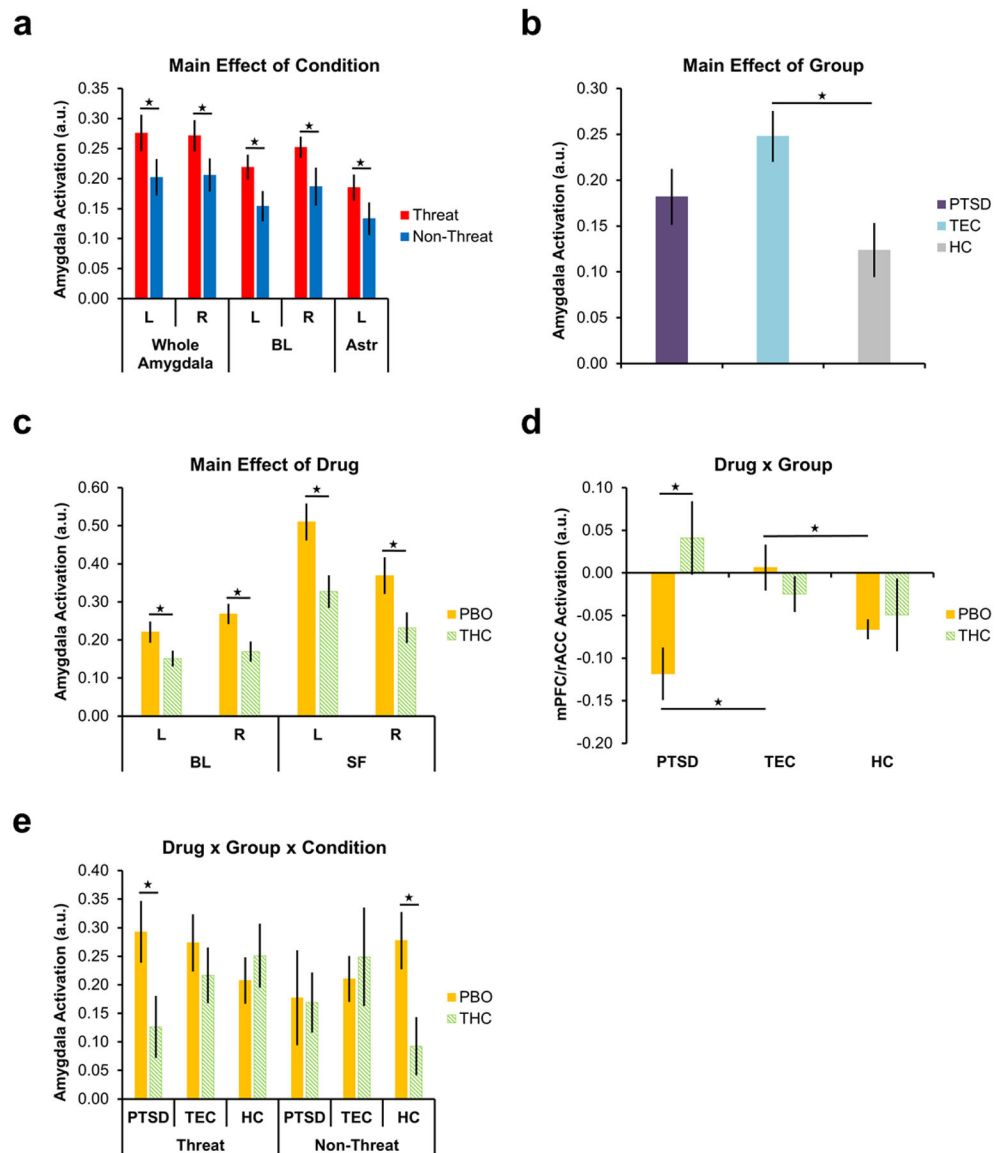 a
Main Effect of Condition
Amygdala Activation (a.u.)
0.35
0.30
0.25
0.20
0.15
0.10
0.05
0.00
★ ★ ★ ★ ★
Threat
Non-Threat
L R L R L
Whole Amygdala BL Astr
b
Main Effect of Group
Amygdala Activation (a.u.)
0.30
0.25
0.20
0.15
0.10
0.05
0.00
★
PTSD
TEC
HC
c
Main Effect of Drug
Amygdala Activation (a.u.)
0.60
0.50
0.40
0.30
0.20
0.10
0.00
★ ★ ★ ★
PBO
THC
L R L R
BL SF
d
Drug x Group
mPFC/rACC Activation (a.u.)
0.10
0.05
0.00
-0.05
-0.10
-0.15
-0.20
★ ★ ★
PBO
THC
PTSD TEC HC
e
Drug x Group x Condition
Amygdala Activation (a.u.)
0.40
0.35
0.30
0.25
0.20
0.15
0.10
0.05
0.00
★ ★
PBO
THC
PTSD TEC HC PTSD TEC HC
Threat Non-Threat